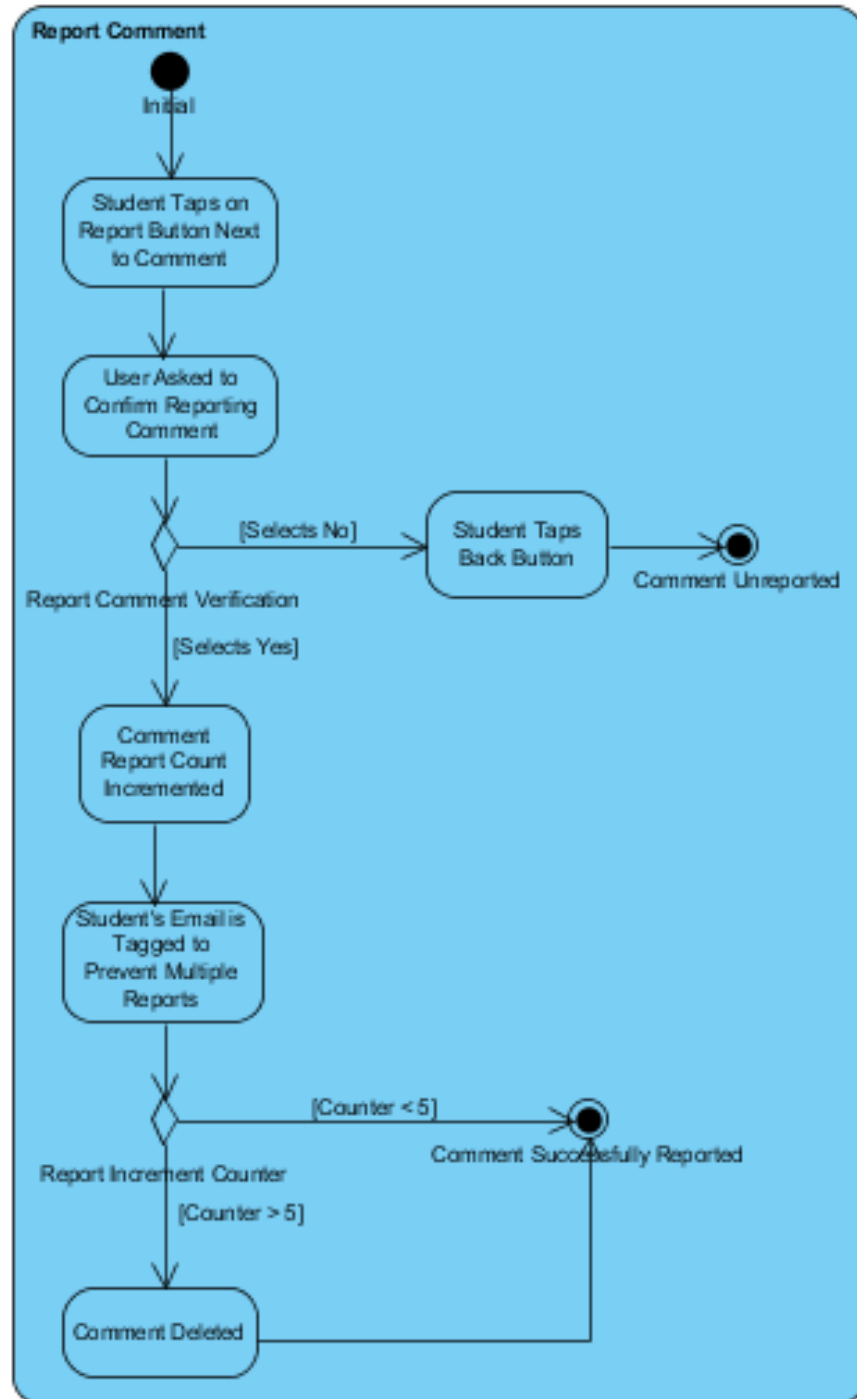 Report Comment
Initial
Student Taps on
Report Button Next
to Comment
User Asked to
Confirm Reporting
Comment
[Selects No]
Student Taps
Back Button
Comment Unreported
Report Comment Verification
[Selects Yes]
Comment
Report Count
Incremented
Student's Email is
Tagged to
Prevent Multiple
Reports
[Counter < 5]
Comment Successfully Reported
Report Increment Counter
[Counter > 5]
Comment Deleted